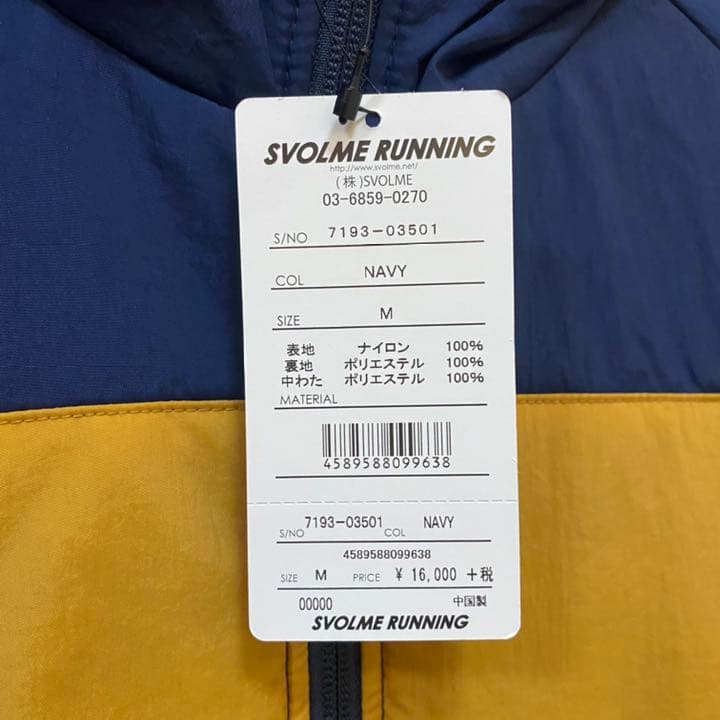 SVOLME RUNNING
http://www.svolme.net/
(株)SVOLME
03-6859-0270
S/NO 7193-03501
COL NAVY
SIZE M
表地 ナイロン 100%
裏地 ポリエステル 100%
中わた ポリエステル 100%
MATERIAL
4589588099638
S/NO 7193-03501 COL NAVY
4589588099638
SIZE M PRICE ¥ 16,000 +税
00000 中国製
SVOLME RUNNING